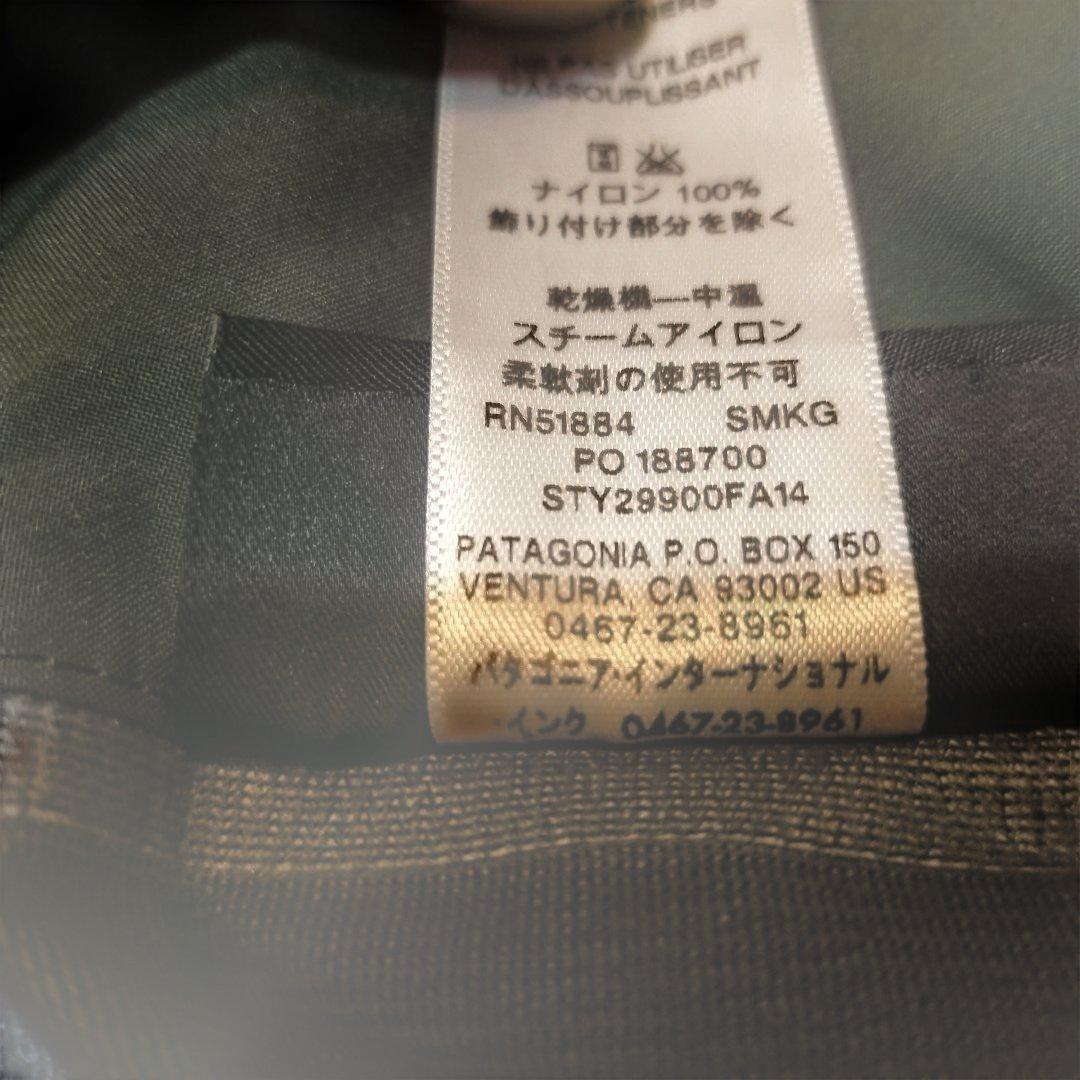 NE PAS UTILISER
D'ASSOUPLISSANT
ナイロン 100%
飾り付け部分を除く
乾燥機—中温
スチームアイロン
柔軟剤の使用不可
RN51884 SMKG
PO 188700
STY29900FA14
PATAGONIA P.O. BOX 150
VENTURA, CA 93002 US
0467-23-8961
パタゴニア・インターナショナル
・インク 0467-23-8961